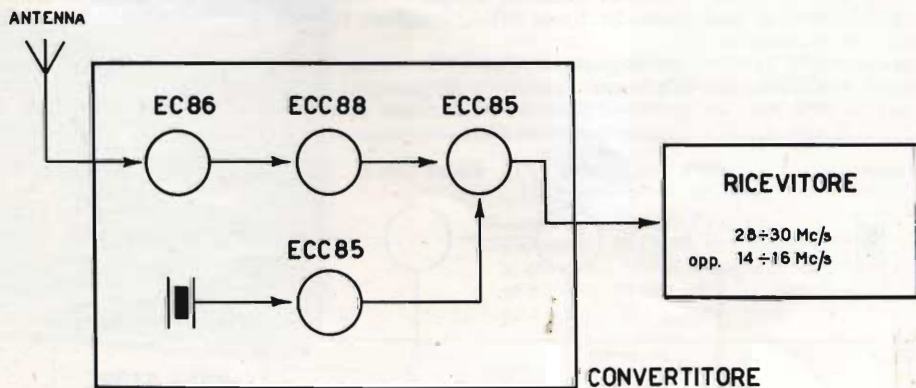 ANTENNA
EC86 ECC88 ECC85
ECC85
RICEVITORE
28÷30 Mc/s
opp. 14÷16 Mc/s
CONVERTITORE